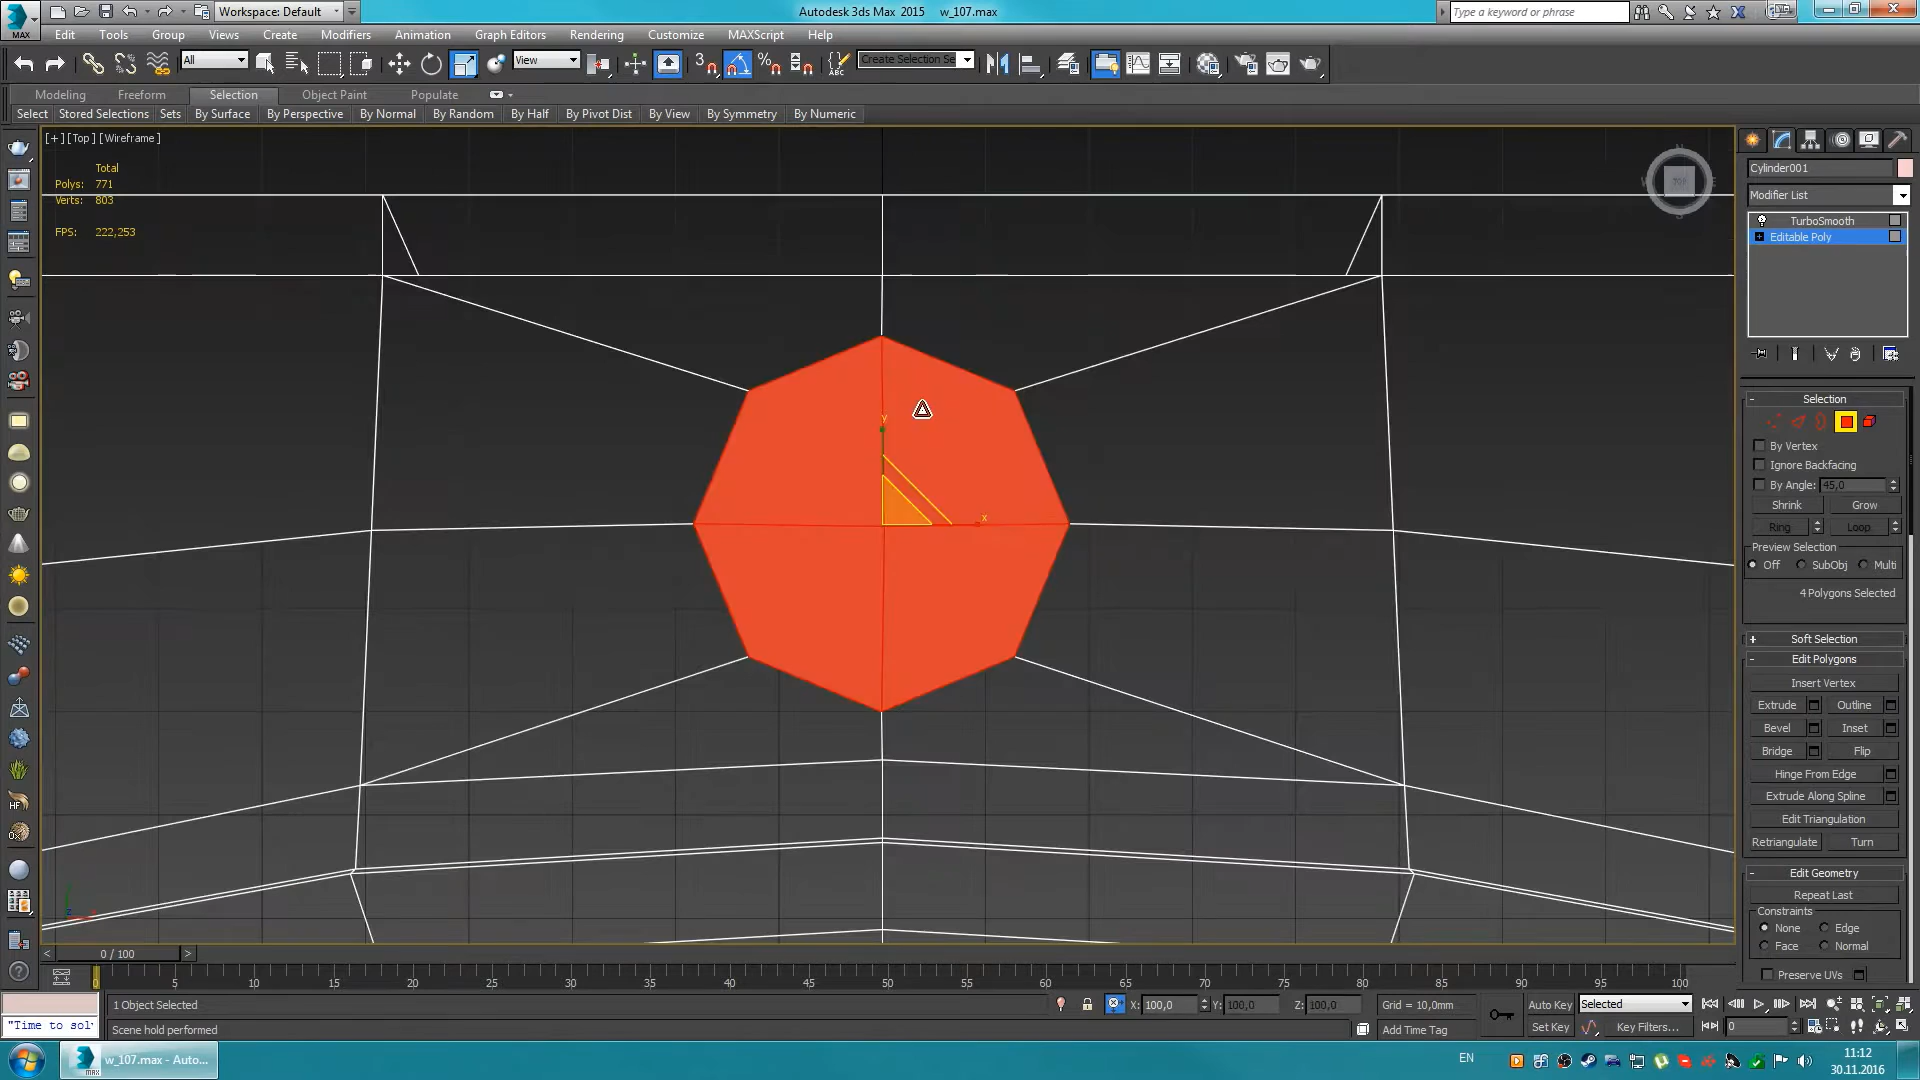 Workspace: Default
Autodesk 3ds Max 2015 w_107.max
Type a keyword or phrase
MAX
Edit Tools Group Views Create Modifiers Animation Graph Editors Rendering Customize MAXScript Help
All
View
3
%
ABC
Create Selection Se
Modeling Freeform Selection Object Paint Populate
Select Stored Selections Sets By Surface By Perspective By Normal By Random By Half By Pivot Dist By View By Symmetry By Numeric
[+] [Top] [Wireframe]
Total
Polys: 771
Verts: 803
FPS: 222,253
TOP
y
x
HF
Cylinder001
Modifier List
TurboSmooth
Editable Poly
- Selection
By Vertex
Ignore Backfacing
By Angle: 45,0
Shrink Grow
Ring Loop
Preview Selection
Off SubObj Multi
4 Polygons Selected
+ Soft Selection
- Edit Polygons
Insert Vertex
Extrude Outline
Bevel Inset
Bridge Flip
Hinge From Edge
Extrude Along Spline
Edit Triangulation
Retriangulate Turn
- Edit Geometry
Repeat Last
Constraints
None Edge
Face Normal
Preserve UVs
< 0 / 100 >
0 5 10 15 20 25 30 35 40 45 50 55 60 65 70 75 80 85 90 95 100
1 Object Selected
X: 100,0 Y: 100,0 Z: 100,0 Grid = 10,0mm
Auto Key Selected
"Time to sol
Scene hold performed
Add Time Tag
Set Key Key Filters...
0
w_107.max - Auto...
EN
11:12
30.11.2016